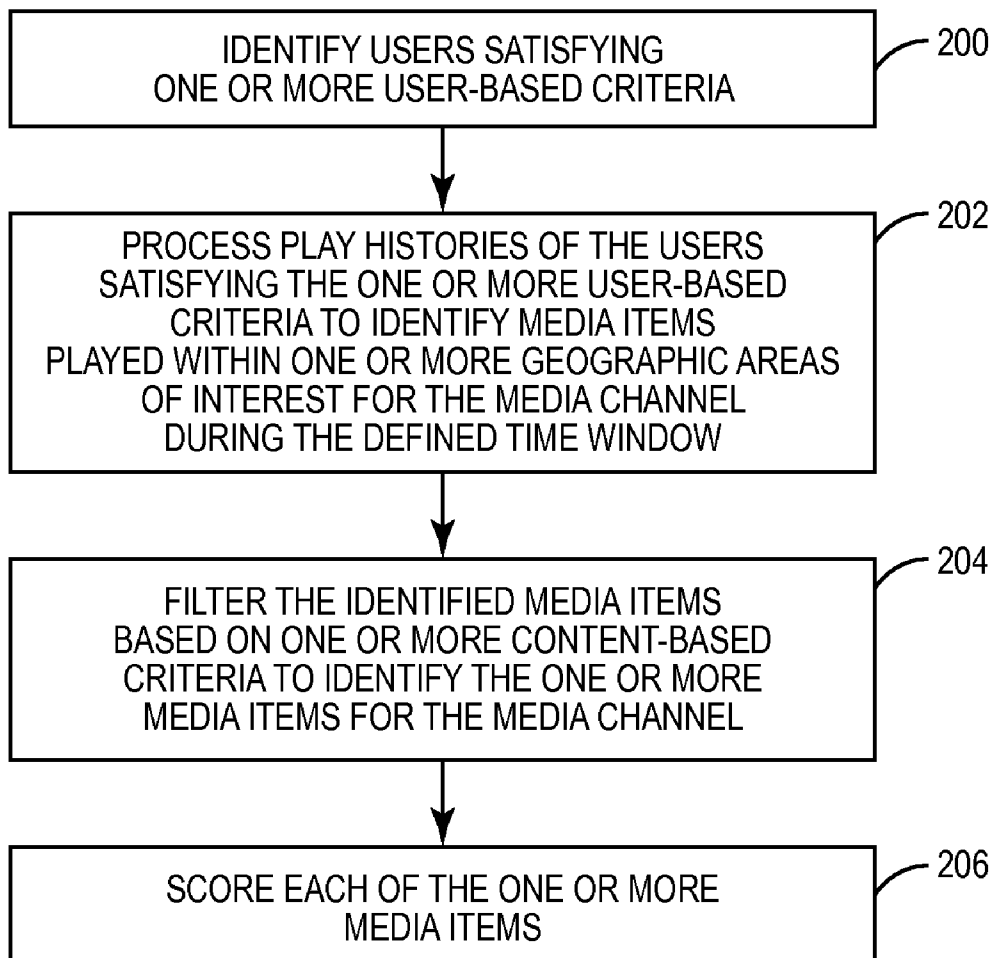 IDENTIFY USERS SATISFYING
ONE OR MORE USER-BASED CRITERIA
200
PROCESS PLAY HISTORIES OF THE USERS
SATISFYING THE ONE OR MORE USER-BASED
CRITERIA TO IDENTIFY MEDIA ITEMS
PLAYED WITHIN ONE OR MORE GEOGRAPHIC AREAS
OF INTEREST FOR THE MEDIA CHANNEL
DURING THE DEFINED TIME WINDOW
202
FILTER THE IDENTIFIED MEDIA ITEMS
BASED ON ONE OR MORE CONTENT-BASED
CRITERIA TO IDENTIFY THE ONE OR MORE
MEDIA ITEMS FOR THE MEDIA CHANNEL
204
SCORE EACH OF THE ONE OR MORE
MEDIA ITEMS
206